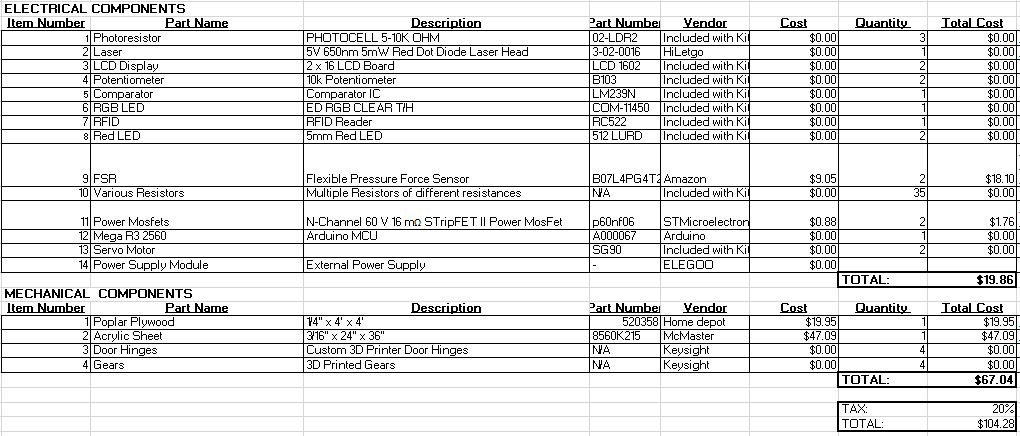 ELECTRICAL COMPONENTS
Item Number Part Name Description Part Number Vendor Cost Quantity Total Cost
1 Photoresistor PHOTOCELL 5-10K OHM 02-LDR2 Included with Ki $0.00 3 $0.00
2 Laser 5V 650nm 5mW Red Dot Diode Laser Head 3-02-0016 HiLetgo $0.00 1 $0.00
3 LCD Display 2 x 16 LCD Board LCD 1602 Included with Ki $0.00 2 $0.00
4 Potentiometer 10k Potentiometer B103 Included with Ki $0.00 2 $0.00
5 Comparator Comparator IC LM239N Included with Ki $0.00 1 $0.00
6 RGB LED ED RGB CLEAR T/H COM-11450 Included with Ki $0.00 1 $0.00
7 RFID RFID Reader RC522 Included with Ki $0.00 1 $0.00
8 Red LED 5mm Red LED 512 LURD Included with Ki $0.00 2 $0.00
9 FSR Flexible Pressure Force Sensor B07L4PG4T2 Amazon $9.05 2 $18.10
10 Various Resistors Multiple Resistors of different resistances N/A Included with Ki $0.00 35 $0.00
11 Power Mosfets N-Channel 60 V 16 mΩ STripFET II Power MosFet p60nf06 STMicroelectron $0.88 2 $1.76
12 Mega R3 2560 Arduino MCU A000067 Arduino $0.00 1 $0.00
13 Servo Motor SG90 Included with Ki $0.00 2 $0.00
14 Power Supply Module External Power Supply - ELEGOO $0.00
TOTAL: $19.86
MECHANICAL COMPONENTS
Item Number Part Name Description Part Number Vendor Cost Quantity Total Cost
1 Poplar Plywood 1/4" x 4' x 4' 520358 Home depot $19.95 1 $19.95
2 Acrylic Sheet 3/16" x 24" x 36" 8560K215 McMaster $47.09 1 $47.09
3 Door Hinges Custom 3D Printer Door Hinges N/A Keysight $0.00 4 $0.00
4 Gears 3D Printed Gears N/A Keysight $0.00 4 $0.00
TOTAL: $67.04
TAX: 20%
TOTAL: $104.28